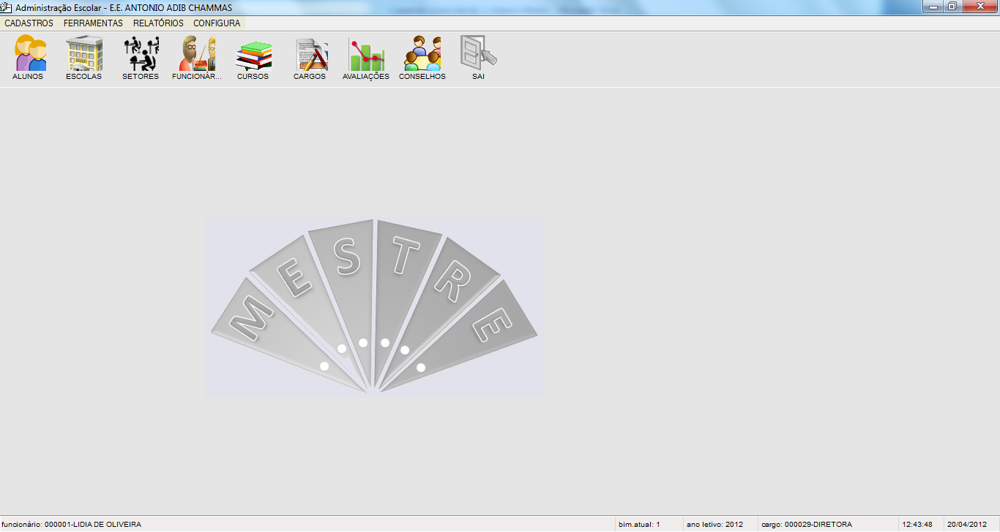 Administração Escolar - E.E. ANTONIO ADIB CHAMMAS
CADASTROS FERRAMENTAS RELATÓRIOS CONFIGURA
ALUNOS ESCOLAS SETORES FUNCIONÁR... CURSOS CARGOS AVALIAÇÕES CONSELHOS SAI
MESTRE
funcionário: 000001-LIDIA DE OLIVEIRA bim.atual: 1 ano letivo: 2012 cargo: 000029-DIRETORA 12:43:48 20/04/2012